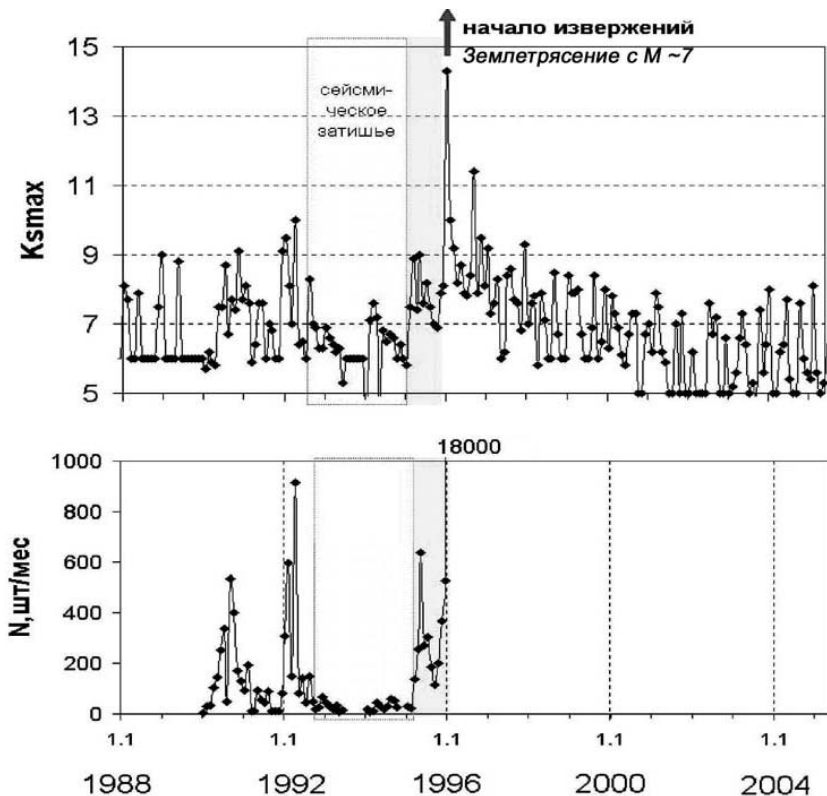 начало извержений
Землетрясение с М ~7
15
сейсми-
ческое
затишье
13
11
Ksmax
9
7
5
18000
1000
800
600
N,шт/мес
400
200
0
1.1 1.1 1.1 1.1 1.1
1988 1992 1996 2000 2004